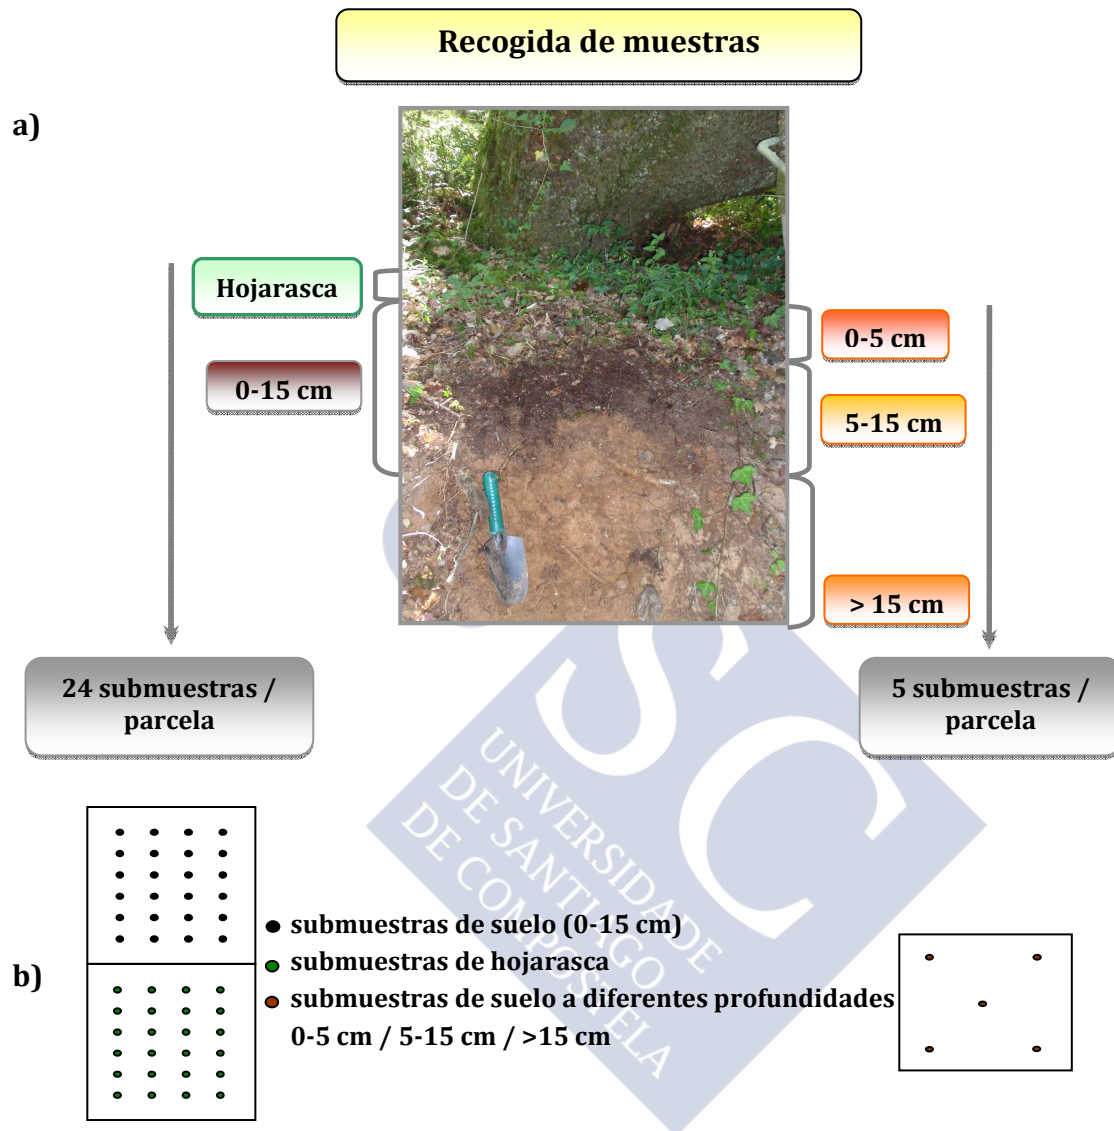 Recogida de muestras
a)
Hojarasca
0-15 cm
0-5 cm
5-15 cm
> 15 cm
24 submuestras /
parcela
5 submuestras /
parcela
b)
submuestras de suelo (0-15 cm)
submuestras de hojarasca
submuestras de suelo a diferentes profundidades
0-5 cm / 5-15 cm / >15 cm
USC
UNIVERSIDADE
DE SANTIAGO
DE COMPOSTELA